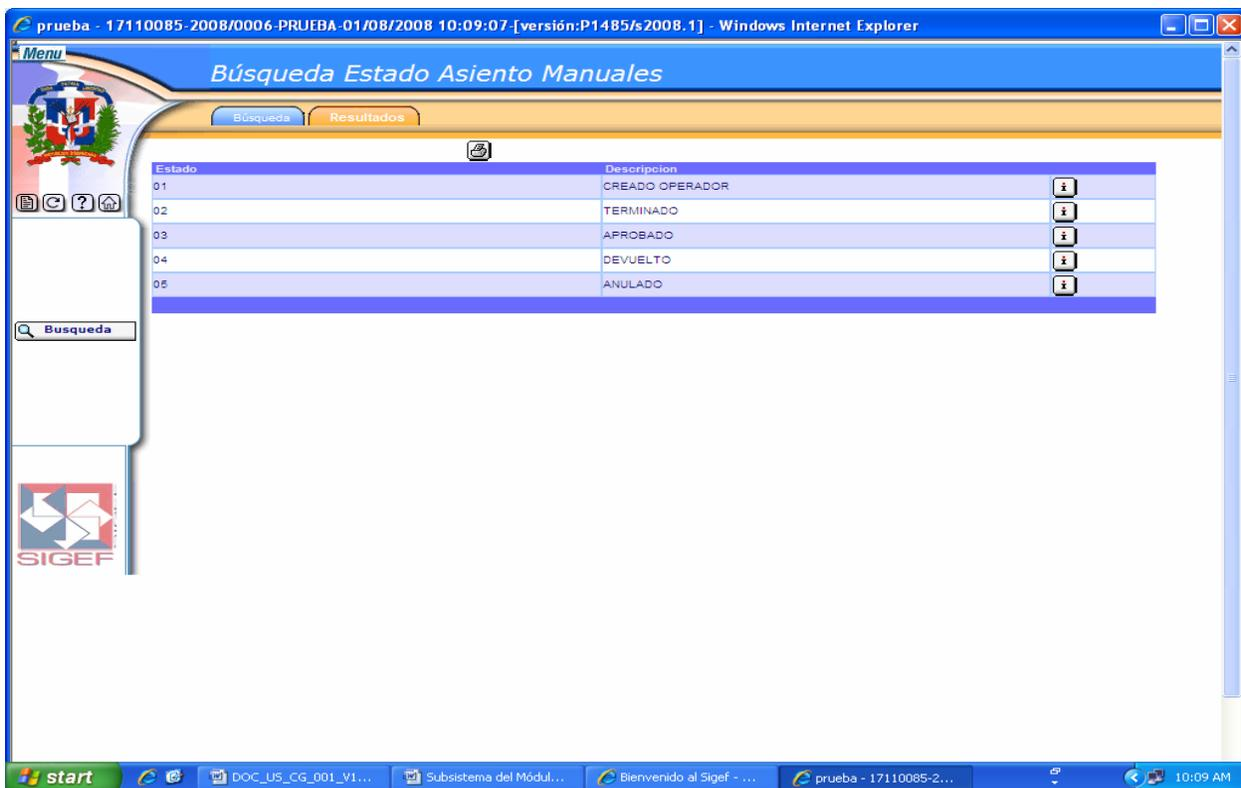 prueba - 17110085-2008/0006-PRUEBA-01/08/2008 10:09:07-[versión:P1485/s2008.1] - Windows Internet Explorer
Menu
Búsqueda Estado Asiento Manuales
Búsqueda Resultados
Estado Descripcion
01 CREADO OPERADOR
02 TERMINADO
03 APROBADO
04 DEVUELTO
05 ANULADO
Busqueda
SIGEF
start DOC_US_CG_001_V1... Subsistema del Módul... Bienvenido al Sigef - ... prueba - 17110085-2... 10:09 AM